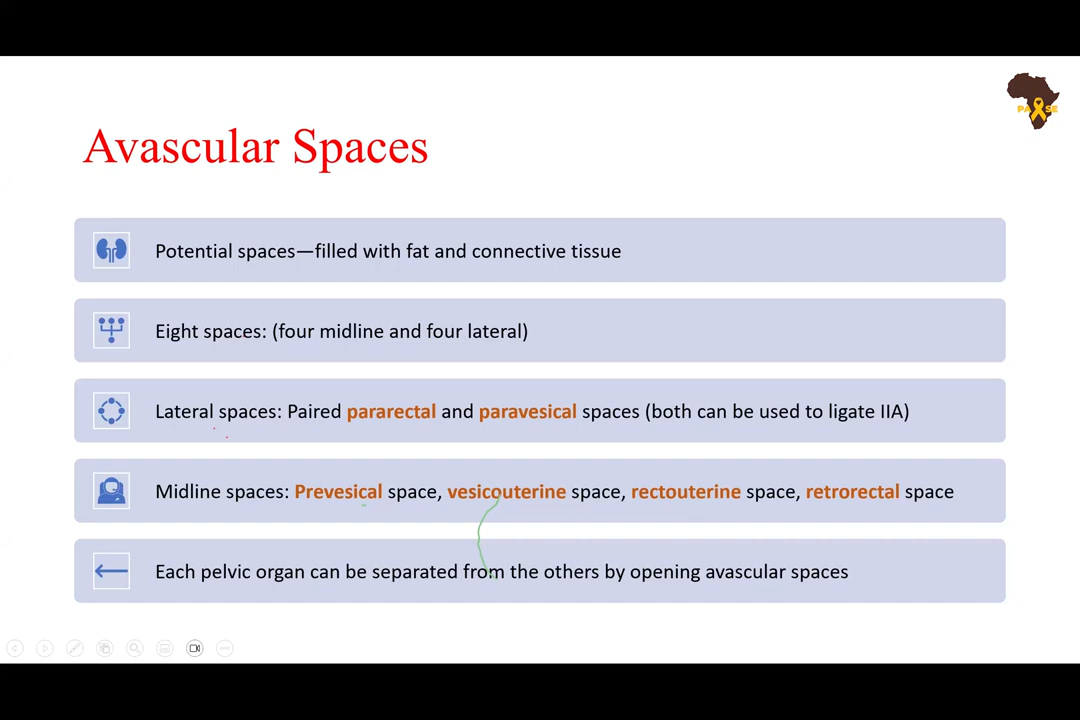 PA SE
Avascular Spaces
Potential spaces—filled with fat and connective tissue
Eight spaces: (four midline and four lateral)
Lateral spaces: Paired pararectal and paravesical spaces (both can be used to ligate IIA)
Midline spaces: Prevesical space, vesicouterine space, rectouterine space, retrorectal space
Each pelvic organ can be separated from the others by opening avascular spaces